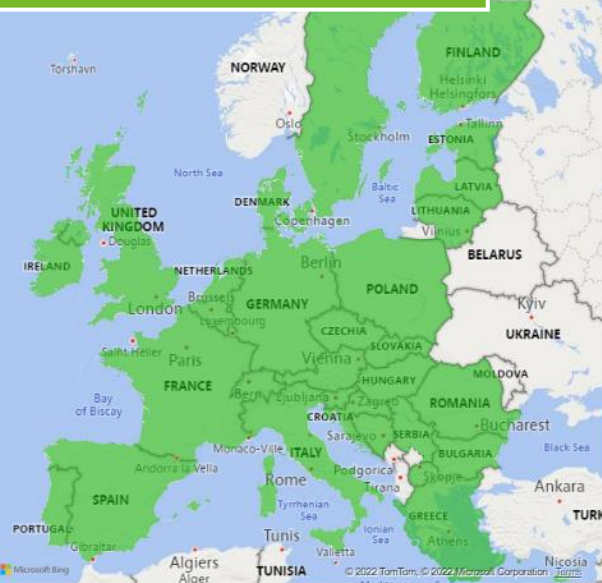 FINLAND
NORWAY
Torshavn
Helsinki
Helsingfors
Oslo
Tallinn
Stockholm
ESTONIA
North Sea
LATVIA
Baltic
Sea
DENMARK
LITHUANIA
UNITED
KINGDOM
Copenhagen
Vilnius
Douglas
BELARUS
IRELAND
NETHERLANDS
Berlin
POLAND
Brussels
GERMANY
London
Kyiv
Luxembourg
CZECHIA
UKRAINE
SLOVAKIA
Saint Helier
Paris
Vienna
MOLDOVA
FRANCE
HUNGARY
Bern
Ljubljana
Zagreb
ROMANIA
Bay
of Biscay
CROATIA
Bucharest
Sarajevo
SERBIA
Monaco-Ville
ITALY
BULGARIA
Black Sea
Andorra la Vella
Podgorica
Skopje
Rome
Tirana
Ankara
SPAIN
Tyrrhenian
Sea
GREECE
TURK
PORTUGAL
Ionian
Sea
Athens
Gibraltar
Tunis
Valletta
Algiers
Alger
TUNISIA
Nicosia
Microsoft Bing
© 2022 TomTom, © 2022 Microsoft Corporation Terms